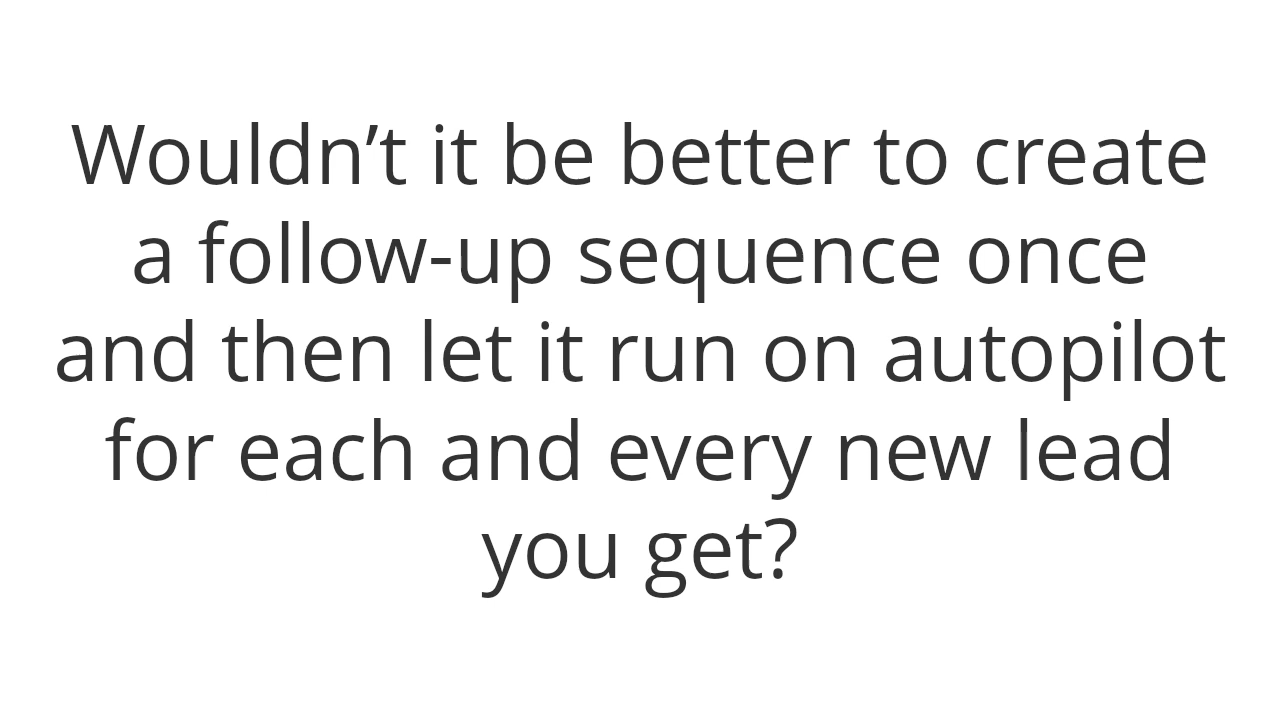 Wouldn’t it be better to create
a follow-up sequence once
and then let it run on autopilot
for each and every new lead
you get?